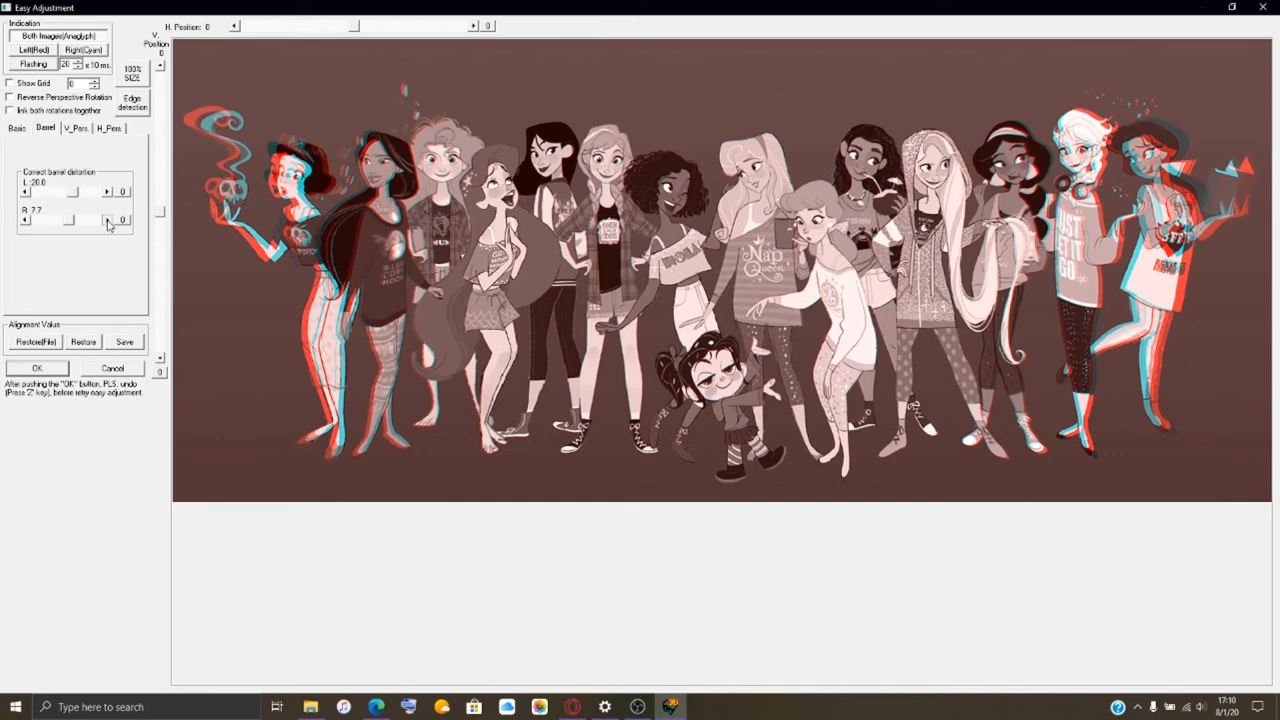 Easy Adjustment
Indication
Both Images(Anaglyph)
Left(Red) Right(Cyan)
Flashing 20 x 10 ms.
Show Grid 0
Reverse Perspective Rotation
link both rotations together
V. Position 0
H. Position: 0
0
100% SIZE
Edge detection
Basic Barrel V_Pers. H_Pers.
Correct barrel distortion
L :20.0
0
R: 7.7
0
Alignment Value
Restore(File) Restore Save
0
OK Cancel
After pushing the "OK" button, PLS. undo
(Press 'Z' key), before retry easy adjustment.
Nap
Queen
JUST
LET IT
GO
Type here to search
17:10
8/1/20